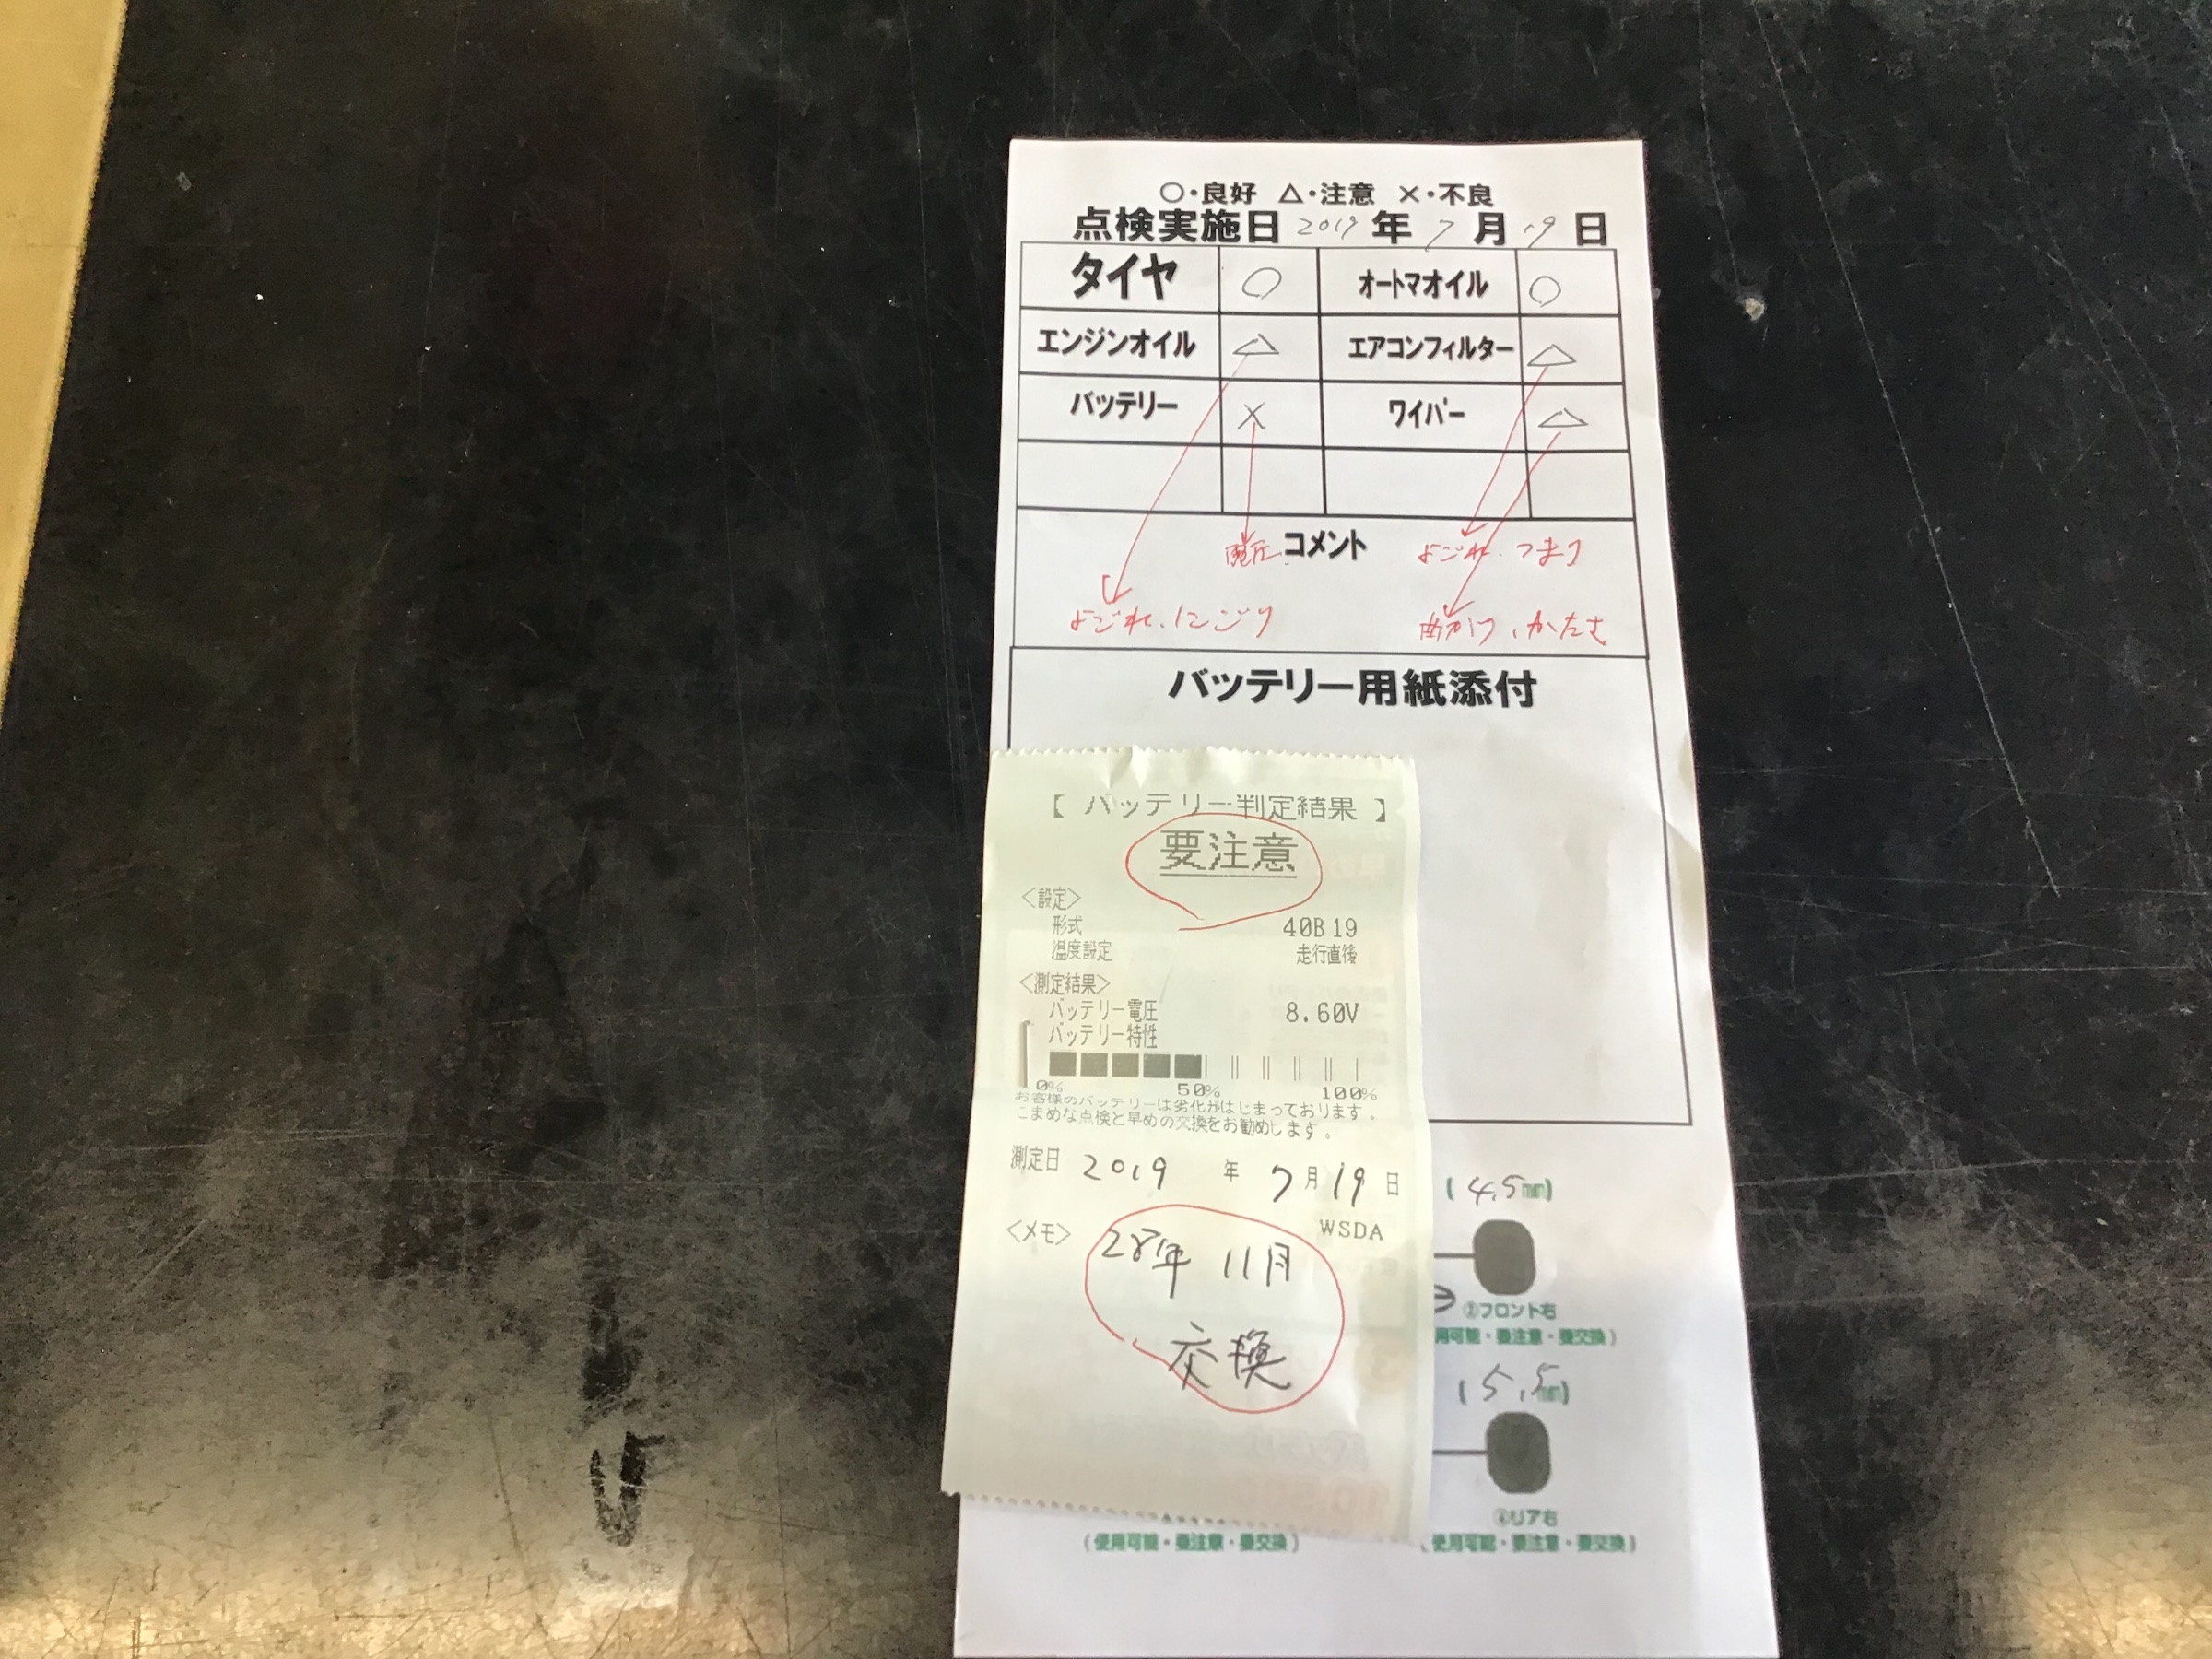 ○・良好 △・注意 ×・不良
点検実施日 2019 年 7 月 19 日
タイヤ ○ オートマオイル ○
エンジンオイル △ エアコンフィルター △
バッテリー × ワイパー △
電圧 コメント よごれ、つまり
よごれ、にごり かたさ
バッテリー用紙添付
【 バッテリー判定結果 】
要注意
<設定>
形式 40B19
温度設定 走行直後
<測定結果>
バッテリー電圧 8.60V
バッテリー特性
0% 50% 100%
お客様のバッテリーは劣化がはじまっております。
こまめな点検と早めの交換をお勧めします。
測定日 2019 年 7月19日
WSDA
<メモ> 28年 11月
交換
(4.5mm)
②フロント右
用可能・要注意・要交換)
(5.5mm)
④リア右
(使用可能・要注意・要交換) (使用可能・要注意・要交換)